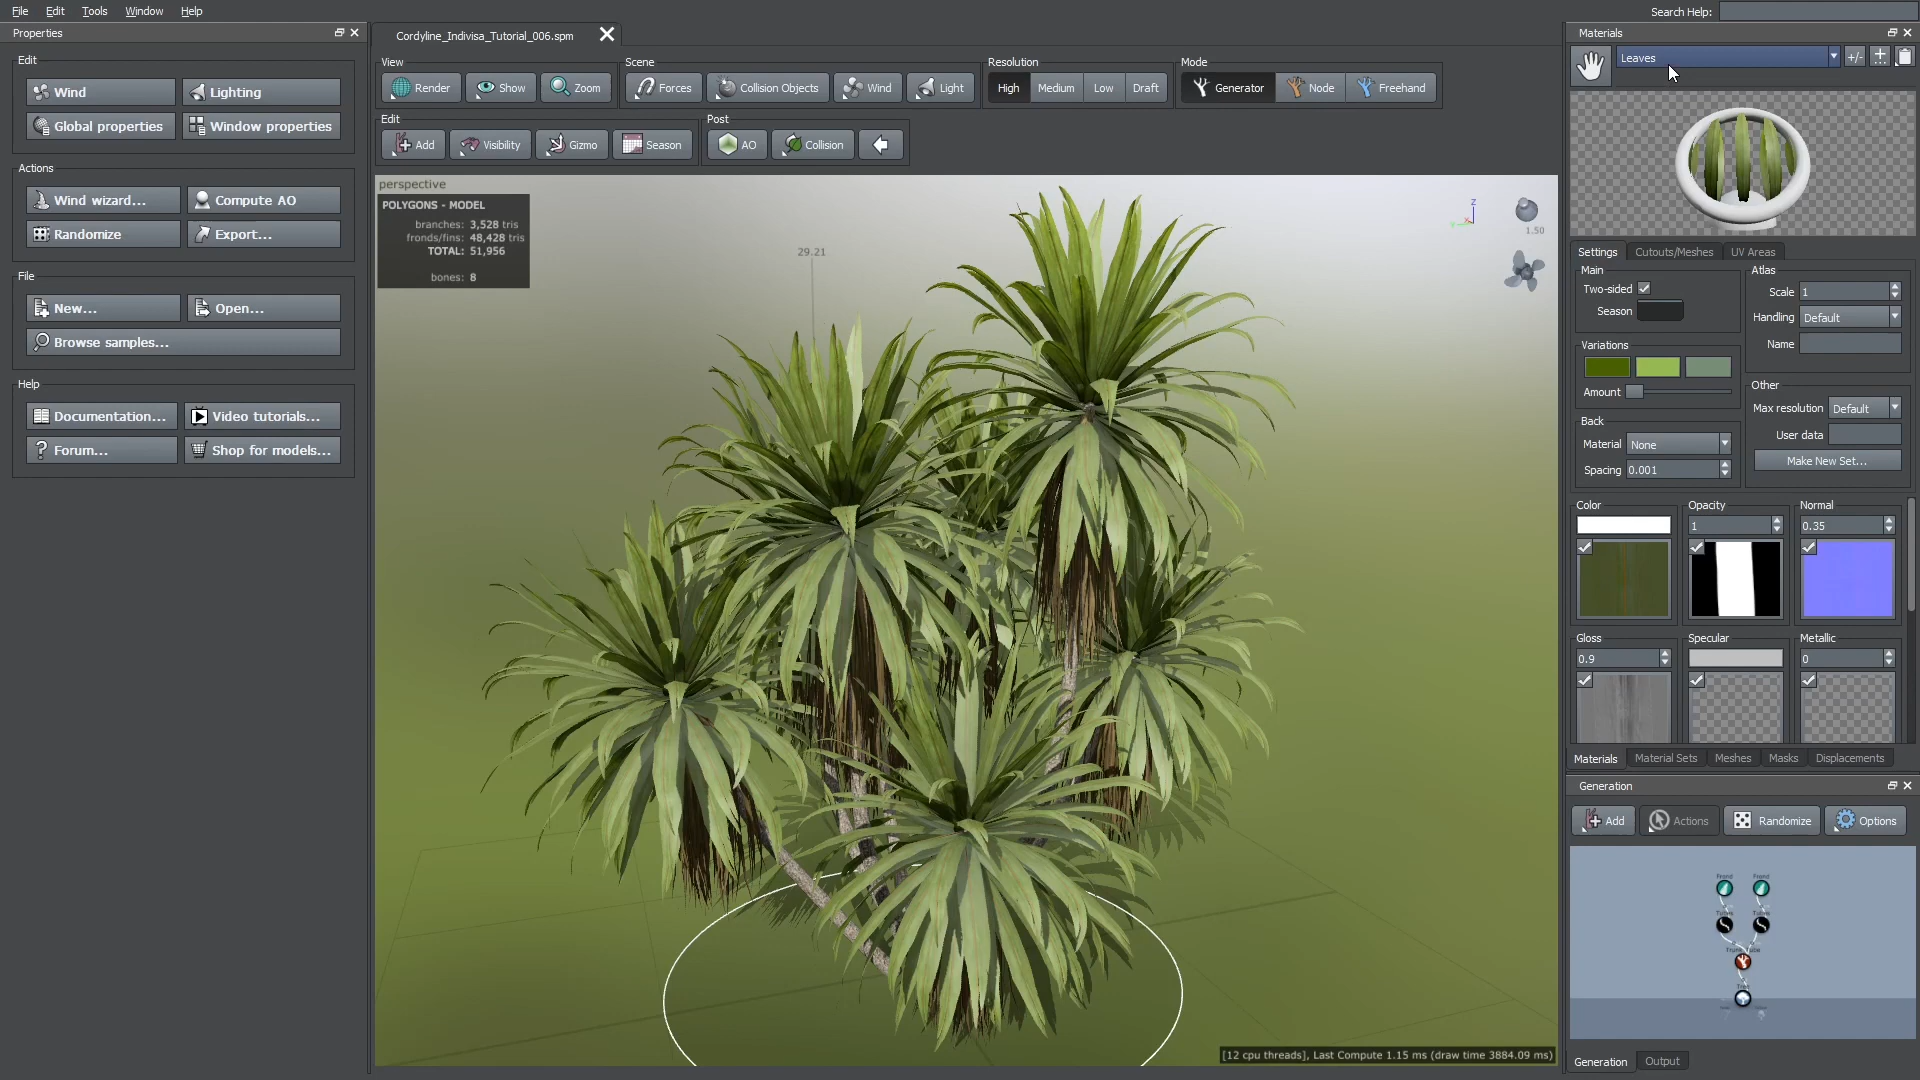 File Edit Tools Window Help
Search Help:
Properties
Edit
Wind Lighting
Global properties Window properties
Actions
Wind wizard... Compute AO
Randomize Export...
File
New... Open...
Browse samples...
Help
Documentation... Video tutorials...
Forum... Shop for models...
Cordyline_Indivisa_Tutorial_006.spm
View Scene Resolution Mode
Render Show Zoom Forces Collision Objects Wind Light High Medium Low Draft Generator Node Freehand
Edit Post
Add Visibility Gizmo Season AO Collision
perspective
POLYGONS - MODEL
branches: 3,528 tris
fronds/fins: 48,428 tris
TOTAL: 51,956
bones: 8
29.21
z
1.50
[12 cpu threads], Last Compute 1.15 ms (draw time 3884.09 ms)
Materials
Leaves +/-
Settings Cutouts/Meshes UV Areas
Main Atlas
Two-sided Scale 1
Season Handling Default
Name
Variations
Amount
Other
Max resolution Default
User data
Make New Set...
Back
Material None
Spacing 0.001
Color Opacity Normal
1 0.35
Gloss Specular Metallic
0.9 0
Materials Material Sets Meshes Masks Displacements
Generation
Add Actions Randomize Options
Frond Frond
Generation Output